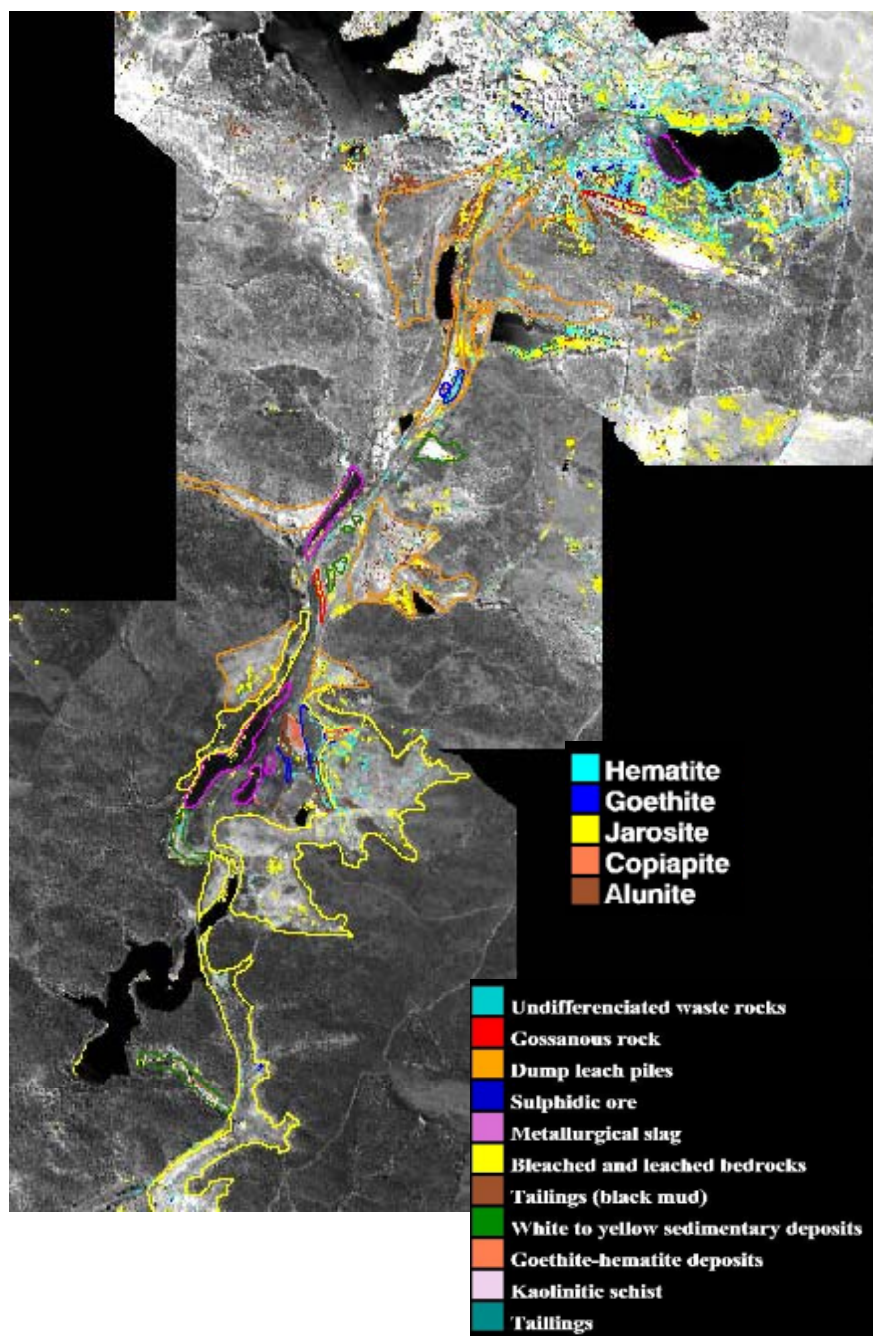 Hematite
Goethite
Jarosite
Copiapite
Alunite
Undifferenciated waste rocks
Gossanous rock
Dump leach piles
Sulphidic ore
Metallurgical slag
Bleached and leached bedrocks
Tailings (black mud)
White to yellow sedimentary deposits
Goethite-hematite deposits
Kaolinitic schist
Taillings